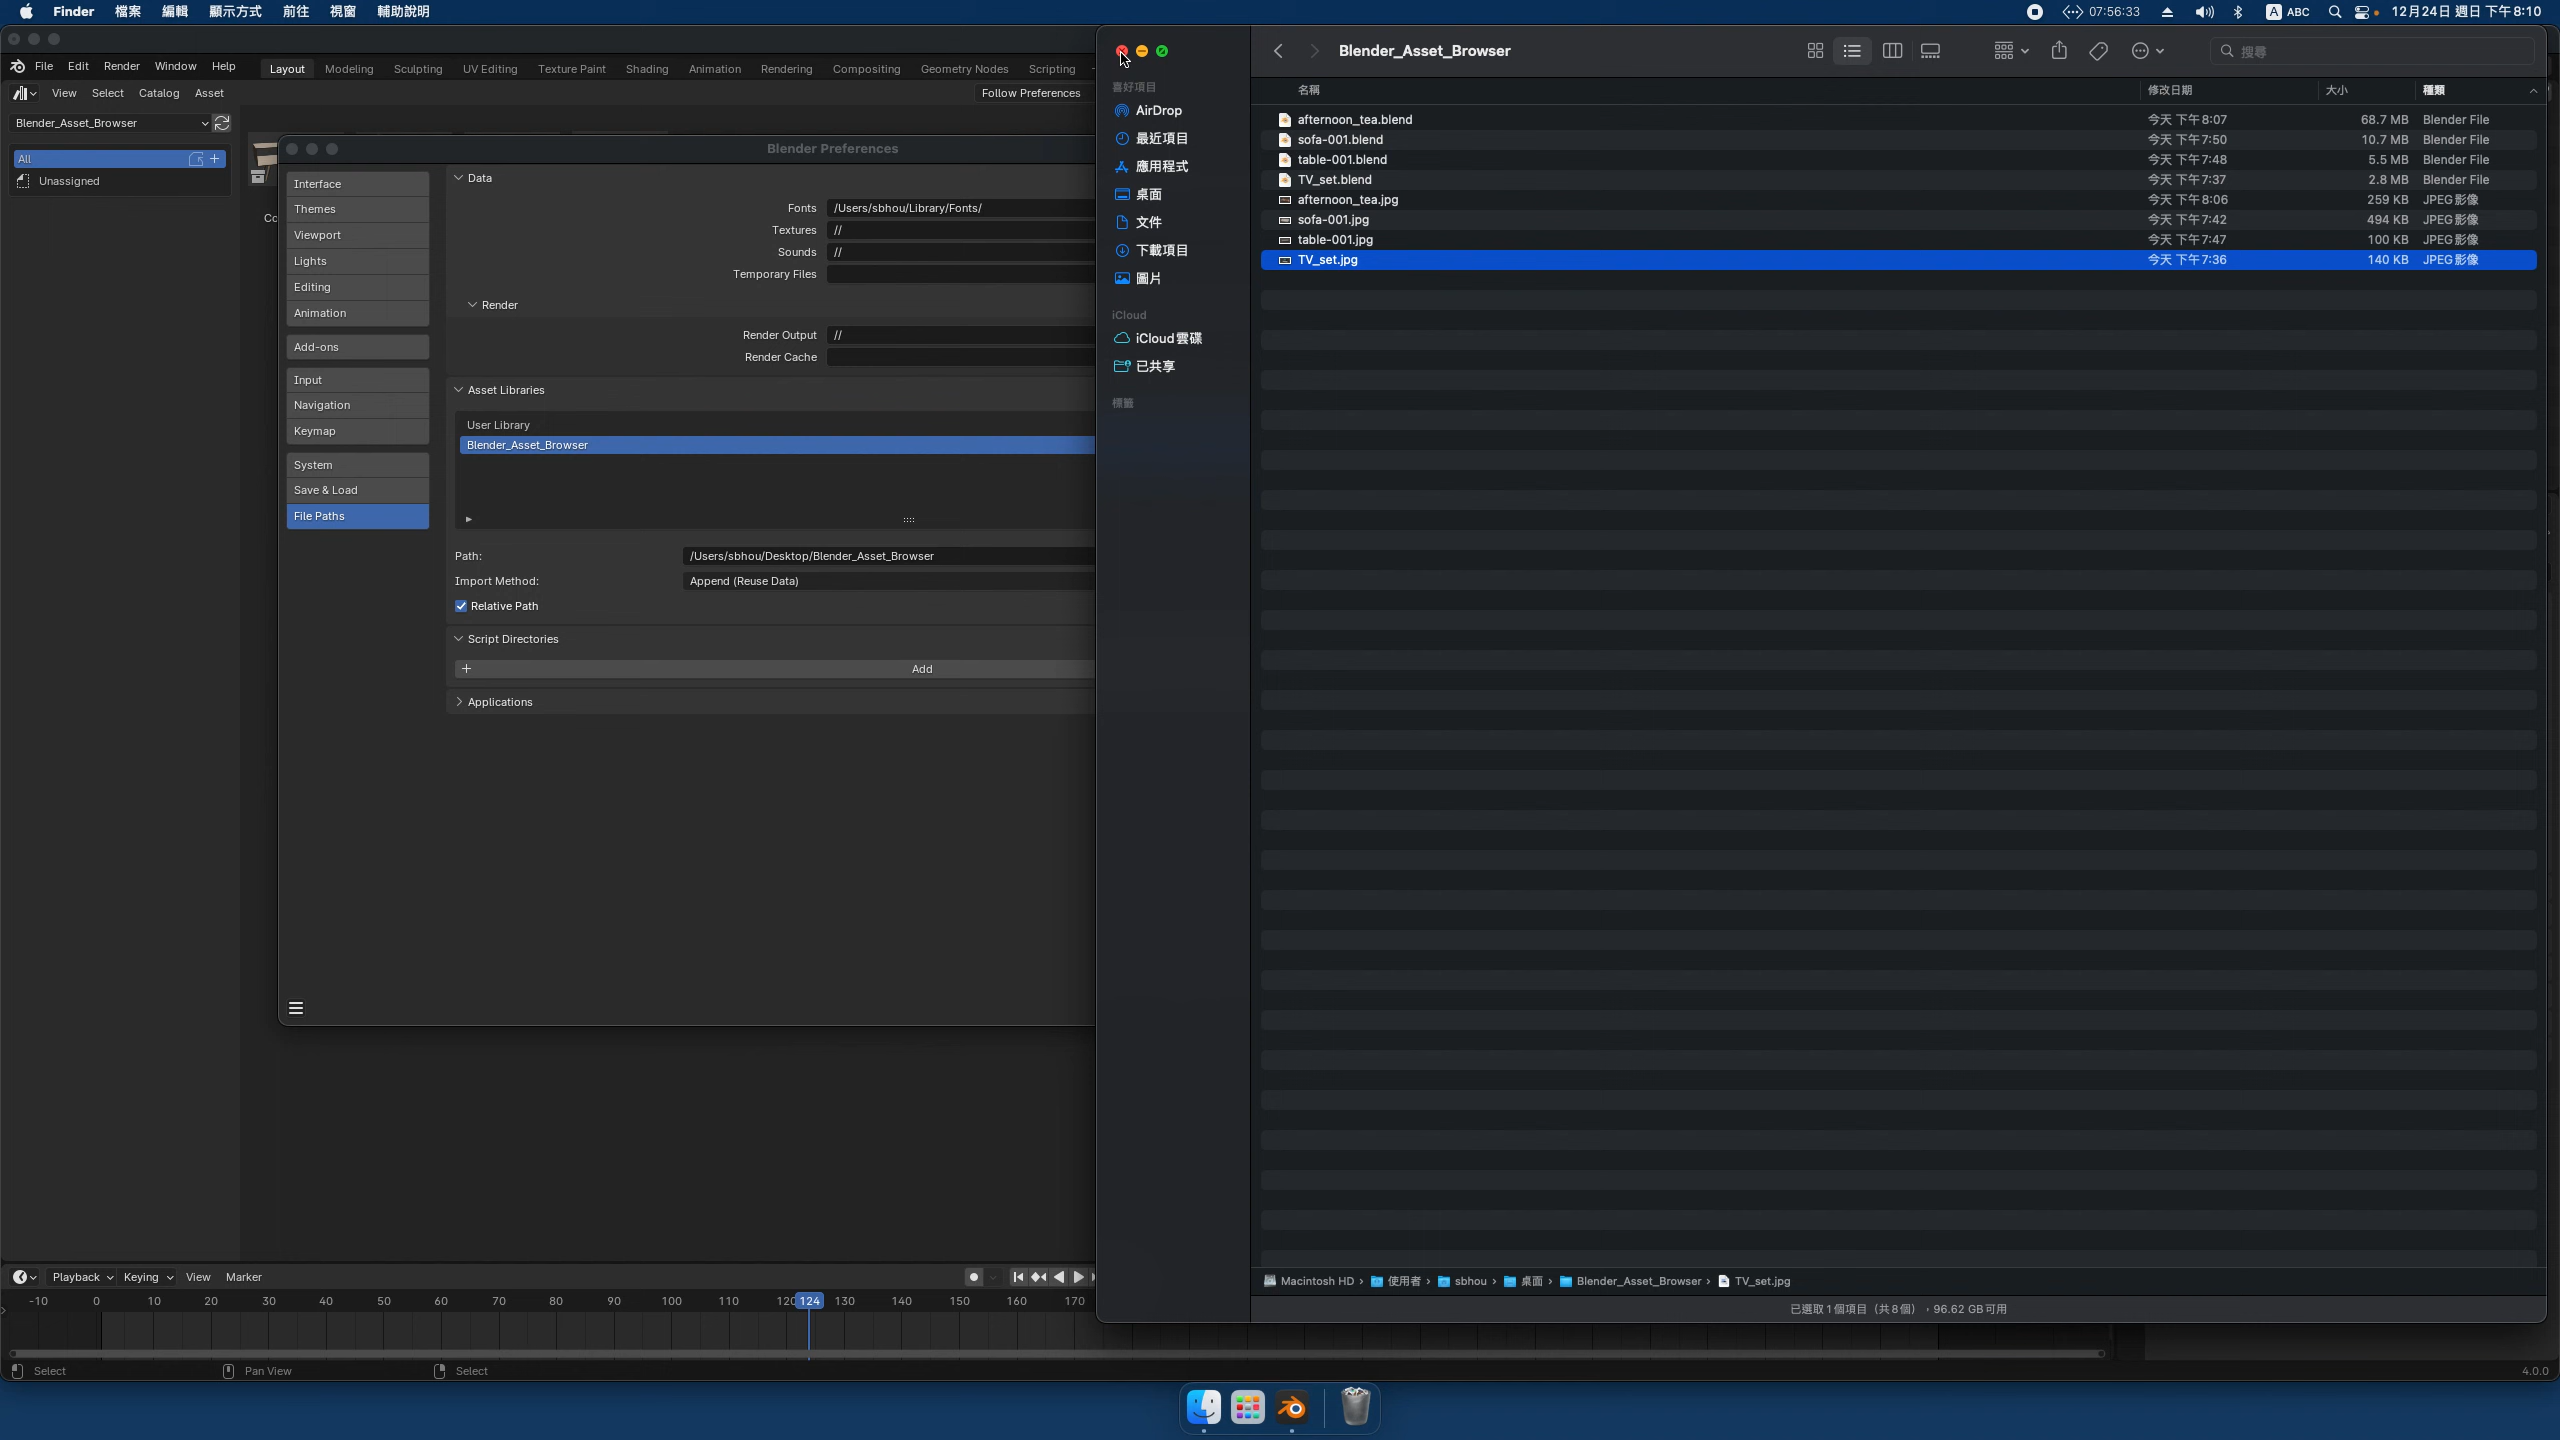 Finder 檔案 編輯 顯示方式 前往 視窗 輔助說明 07:56:33 A ABC 12月24日 週日 下午8:10
File Edit Render Window Help Layout Modeling Sculpting UV Editing Texture Paint Shading Animation Rendering Compositing Geometry Nodes Scripting
View Select Catalog Asset Follow Preferences
Blender_Asset_Browser
All
Unassigned
Co
Blender Preferences
Interface
Themes
Viewport
Lights
Editing
Animation
Add-ons
Input
Navigation
Keymap
System
Save & Load
File Paths
Data
Fonts /Users/sbhou/Library/Fonts/
Textures //
Sounds //
Temporary Files
Render
Render Output //
Render Cache
Asset Libraries
User Library
Blender_Asset_Browser
Path: /Users/sbhou/Desktop/Blender_Asset_Browser
Import Method: Append (Reuse Data)
Relative Path
Script Directories
Add
Applications
喜好項目
AirDrop
最近項目
應用程式
桌面
文件
下載項目
圖片
iCloud
iCloud雲碟
已共享
標籤
Blender_Asset_Browser 搜尋
名稱 修改日期 大小 種類
afternoon_tea.blend 今天 下午8:07 68.7 MB Blender File
sofa-001.blend 今天 下午7:50 10.7 MB Blender File
table-001.blend 今天 下午7:48 5.5 MB Blender File
TV_set.blend 今天 下午7:37 2.8 MB Blender File
afternoon_tea.jpg 今天 下午8:06 259 KB JPEG影像
sofa-001.jpg 今天 下午7:42 494 KB JPEG影像
table-001.jpg 今天 下午7:47 100 KB JPEG影像
TV_set.jpg 今天 下午7:36 140 KB JPEG影像
Macintosh HD › 使用者 › sbhou › 桌面 › Blender_Asset_Browser › TV_set.jpg
已選取1個項目（共8個），96.62 GB可用
Playback Keying View Marker
-10 0 10 20 30 40 50 60 70 80 90 100 110 120 124 130 140 150 160 170
Select Pan View Select 4.0.0